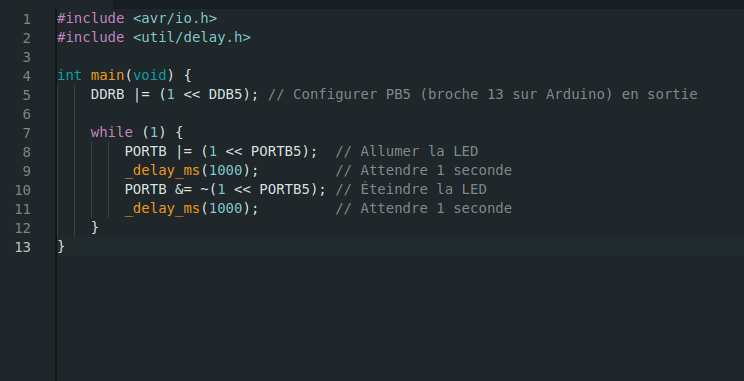 1 #include <avr/io.h>
2 #include <util/delay.h>
3
4 int main(void) {
5     DDRB |= (1 << DDB5); // Configurer PB5 (broche 13 sur Arduino) en sortie
6
7     while (1) {
8         PORTB |= (1 << PORTB5);  // Allumer la LED
9         _delay_ms(1000);         // Attendre 1 seconde
10         PORTB &= ~(1 << PORTB5); // Éteindre la LED
11         _delay_ms(1000);         // Attendre 1 seconde
12     }
13 }